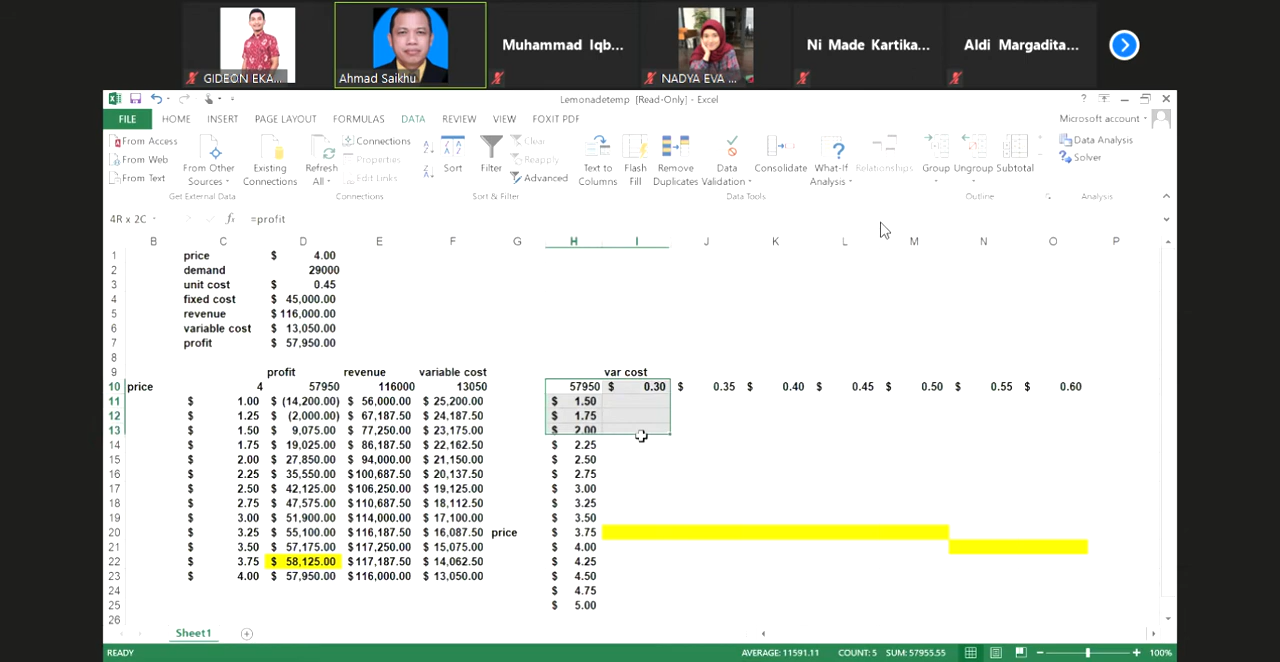 GIDEON EKA...
Ahmad Saikhu
Muhammad Iqb...
NADYA EVA ...
Ni Made Kartika...
Aldi Margadita...
Lemonadetemp [Read-Only] - Excel
FILE HOME INSERT PAGE LAYOUT FORMULAS DATA REVIEW VIEW FOXIT PDF
Microsoft account
From Access
From Web
From Text
From Other Sources
Existing Connections
Refresh All
Connections
Properties
Edit Links
Sort
Filter
Clear
Reapply
Advanced
Text to Columns
Flash Fill
Remove Duplicates
Data Validation
Consolidate
What-If Analysis
Relationships
Group
Ungroup
Subtotal
Data Analysis
Solver
Get External Data Connections Sort & Filter Data Tools Outline Analysis
4R x 2C fx =profit
B C D E F G H I J K L M N O P
1 price $ 4.00
2 demand 29000
3 unit cost $ 0.45
4 fixed cost $ 45,000.00
5 revenue $ 116,000.00
6 variable cost $ 13,050.00
7 profit $ 57,950.00
8
9 profit revenue variable cost var cost
10 price 4 57950 116000 13050 57950 $ 0.30 $ 0.35 $ 0.40 $ 0.45 $ 0.50 $ 0.55 $ 0.60
11 $ 1.00 $ (14,200.00) $ 56,000.00 $ 25,200.00 $ 1.50
12 $ 1.25 $ (2,000.00) $ 67,187.50 $ 24,187.50 $ 1.75
13 $ 1.50 $ 9,075.00 $ 77,250.00 $ 23,175.00 $ 2.00
14 $ 1.75 $ 19,025.00 $ 86,187.50 $ 22,162.50 $ 2.25
15 $ 2.00 $ 27,850.00 $ 94,000.00 $ 21,150.00 $ 2.50
16 $ 2.25 $ 35,550.00 $100,687.50 $ 20,137.50 $ 2.75
17 $ 2.50 $ 42,125.00 $106,250.00 $ 19,125.00 $ 3.00
18 $ 2.75 $ 47,575.00 $110,687.50 $ 18,112.50 $ 3.25
19 $ 3.00 $ 51,900.00 $114,000.00 $ 17,100.00 $ 3.50
20 $ 3.25 $ 55,100.00 $116,187.50 $ 16,087.50 price $ 3.75
21 $ 3.50 $ 57,175.00 $117,250.00 $ 15,075.00 $ 4.00
22 $ 3.75 $ 58,125.00 $117,187.50 $ 14,062.50 $ 4.25
23 $ 4.00 $ 57,950.00 $116,000.00 $ 13,050.00 $ 4.50
24 $ 4.75
25 $ 5.00
26
Sheet1
READY AVERAGE: 11591.11 COUNT: 5 SUM: 57955.55 100%